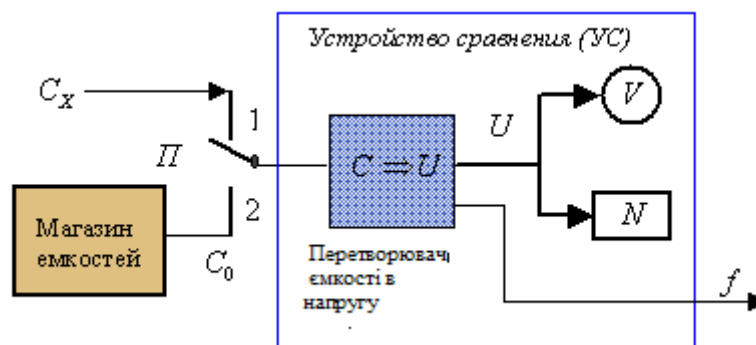 Устройство сравнения (УС)
C_X
1
V
U
П
C ⇒ U
2
N
Магазин
емкостей
C_0
Перетворювач
ємкості в
напругу
f